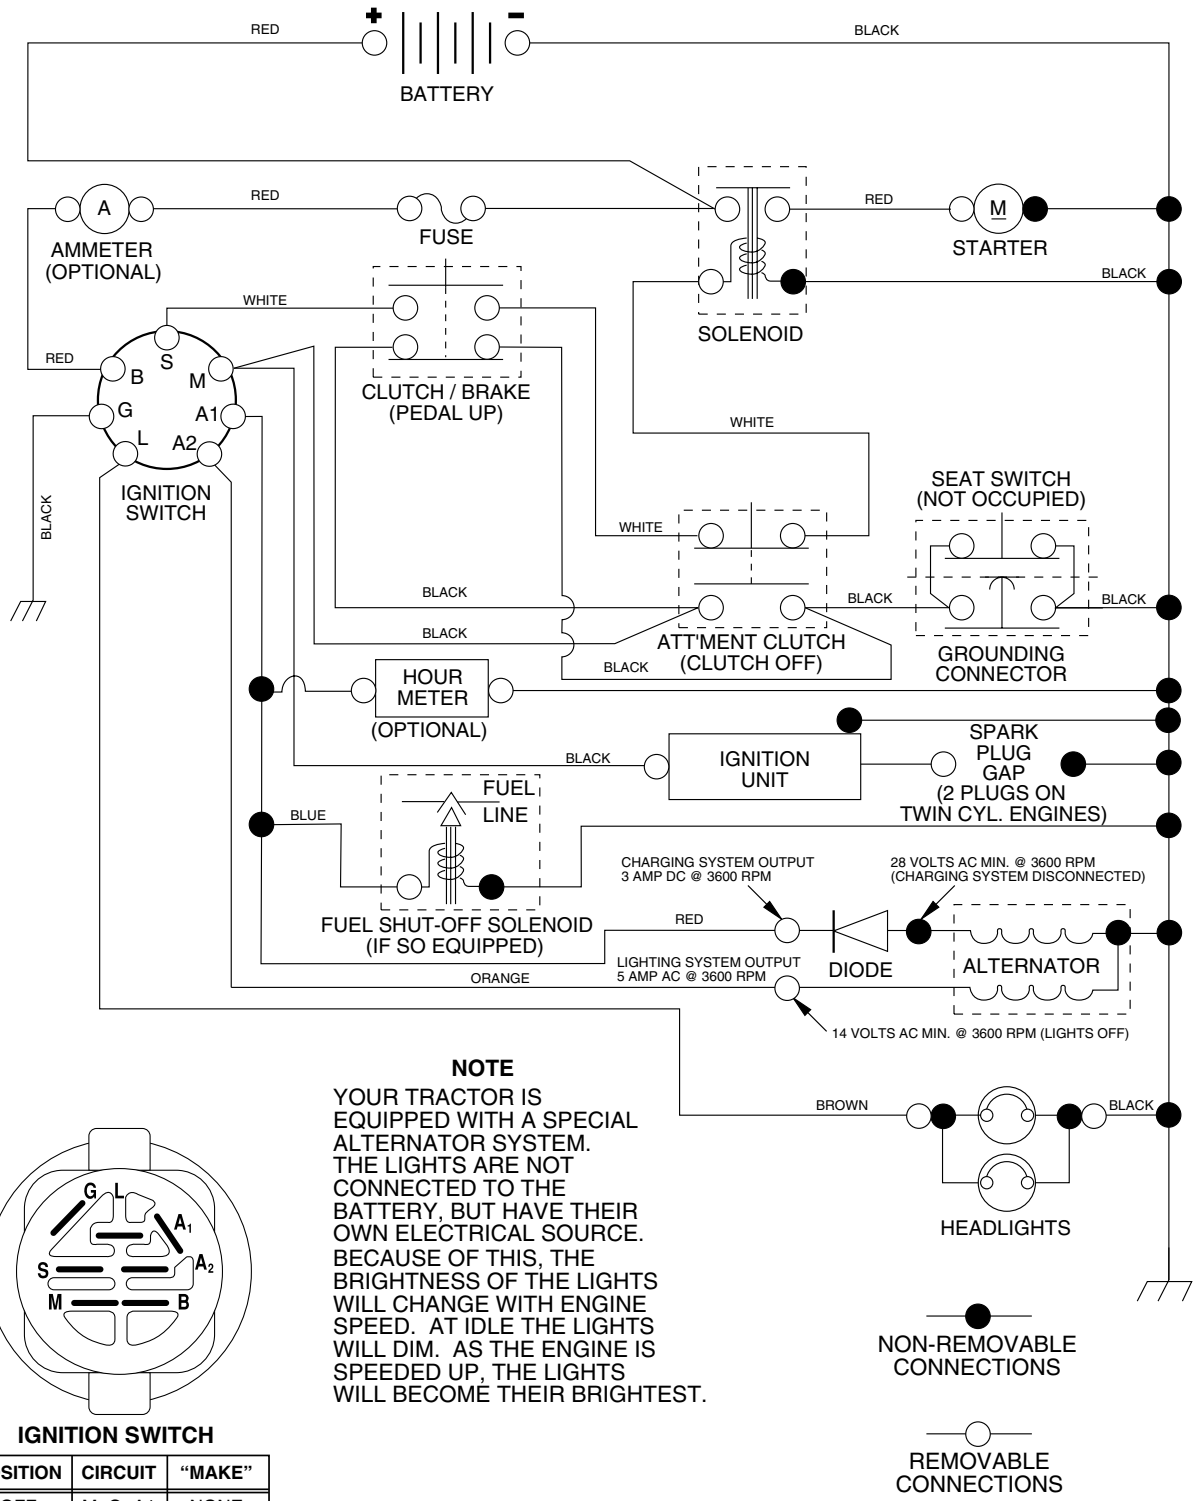 RED
+
-
BLACK
BATTERY
A
RED
FUSE
AMMETER
(OPTIONAL)
RED
M
STARTER
BLACK
SOLENOID
WHITE
RED
S
B
M
G
A1
L
A2
IGNITION
SWITCH
CLUTCH / BRAKE
(PEDAL UP)
WHITE
BLACK
SEAT SWITCH
(NOT OCCUPIED)
WHITE
BLACK
BLACK
BLACK
BLACK
ATT'MENT CLUTCH
(CLUTCH OFF)
BLACK
GROUNDING
CONNECTOR
HOUR
METER
(OPTIONAL)
BLACK
IGNITION
UNIT
SPARK
PLUG
GAP
(2 PLUGS ON
TWIN CYL. ENGINES)
FUEL
LINE
BLUE
FUEL SHUT-OFF SOLENOID
(IF SO EQUIPPED)
CHARGING SYSTEM OUTPUT
3 AMP DC @ 3600 RPM
28 VOLTS AC MIN. @ 3600 RPM
(CHARGING SYSTEM DISCONNECTED)
RED
DIODE
ALTERNATOR
LIGHTING SYSTEM OUTPUT
5 AMP AC @ 3600 RPM
ORANGE
14 VOLTS AC MIN. @ 3600 RPM (LIGHTS OFF)
NOTE
YOUR TRACTOR IS
EQUIPPED WITH A SPECIAL
ALTERNATOR SYSTEM.
THE LIGHTS ARE NOT
CONNECTED TO THE
BATTERY, BUT HAVE THEIR
OWN ELECTRICAL SOURCE.
BECAUSE OF THIS, THE
BRIGHTNESS OF THE LIGHTS
WILL CHANGE WITH ENGINE
SPEED. AT IDLE THE LIGHTS
WILL DIM. AS THE ENGINE IS
SPEEDED UP, THE LIGHTS
WILL BECOME THEIR BRIGHTEST.
BROWN
BLACK
HEADLIGHTS
G
L
A1
S
A2
M
B
IGNITION SWITCH
SITION CIRCUIT "MAKE"
NON-REMOVABLE
CONNECTIONS
REMOVABLE
CONNECTIONS